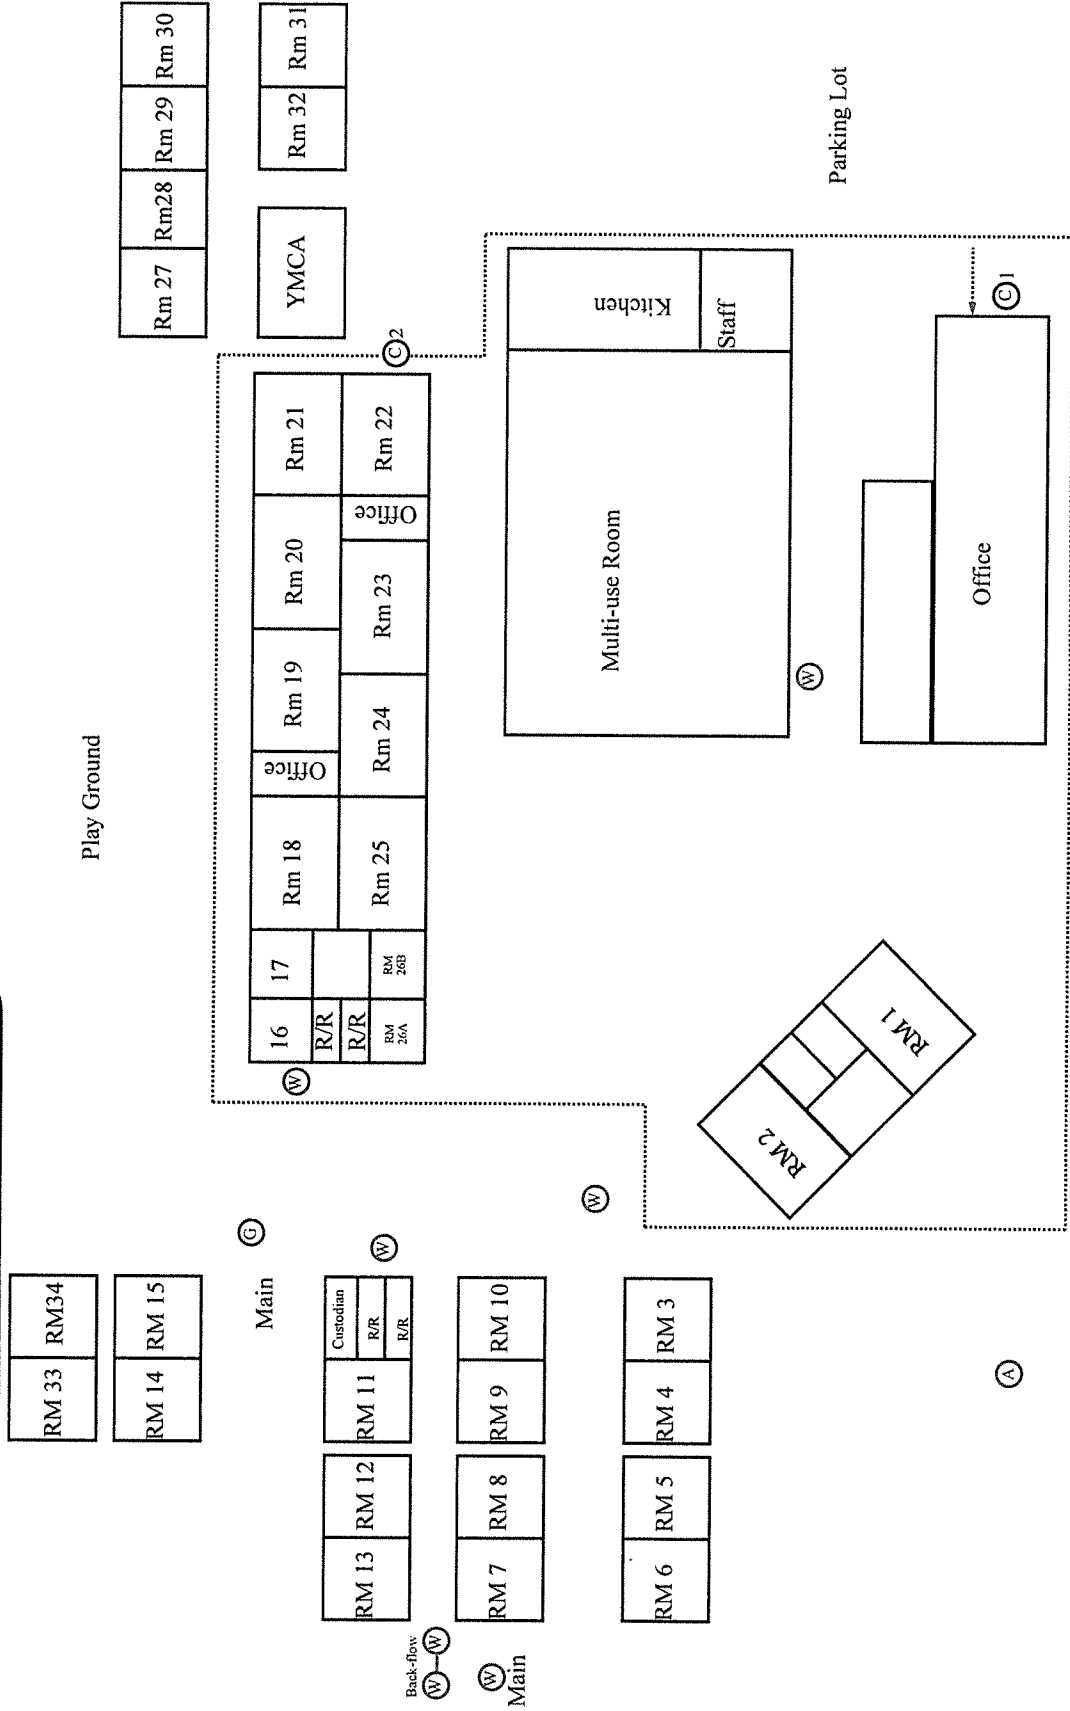 Rm 30
Rm 29
Rm28
Rm 27
Rm 31
Rm 32
YMCA
Parking Lot
Play Ground
C 2
Rm 21
Rm 20
Rm 19
Office
Rm 18
17
16
R/R
R/R
RM
26A
RM
26B
Rm 22
Office
Rm 23
Rm 24
Rm 25
Kitchen
Staff
Multi-use Room
W
C 1
Office
W
RM 1
RM 2
W
G
Main
RM34
RM 33
RM 15
RM 14
W
Custodian
R/R
R/R
RM 11
RM 12
RM 13
RM 10
RM 9
RM 8
RM 7
RM 3
RM 4
RM 5
RM 6
A
Back-flow
W W
W
Main